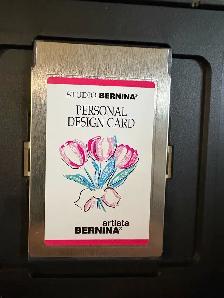 STUDIO BERNINA
PERSONAL
DESIGN CARD
artista
BERNINA